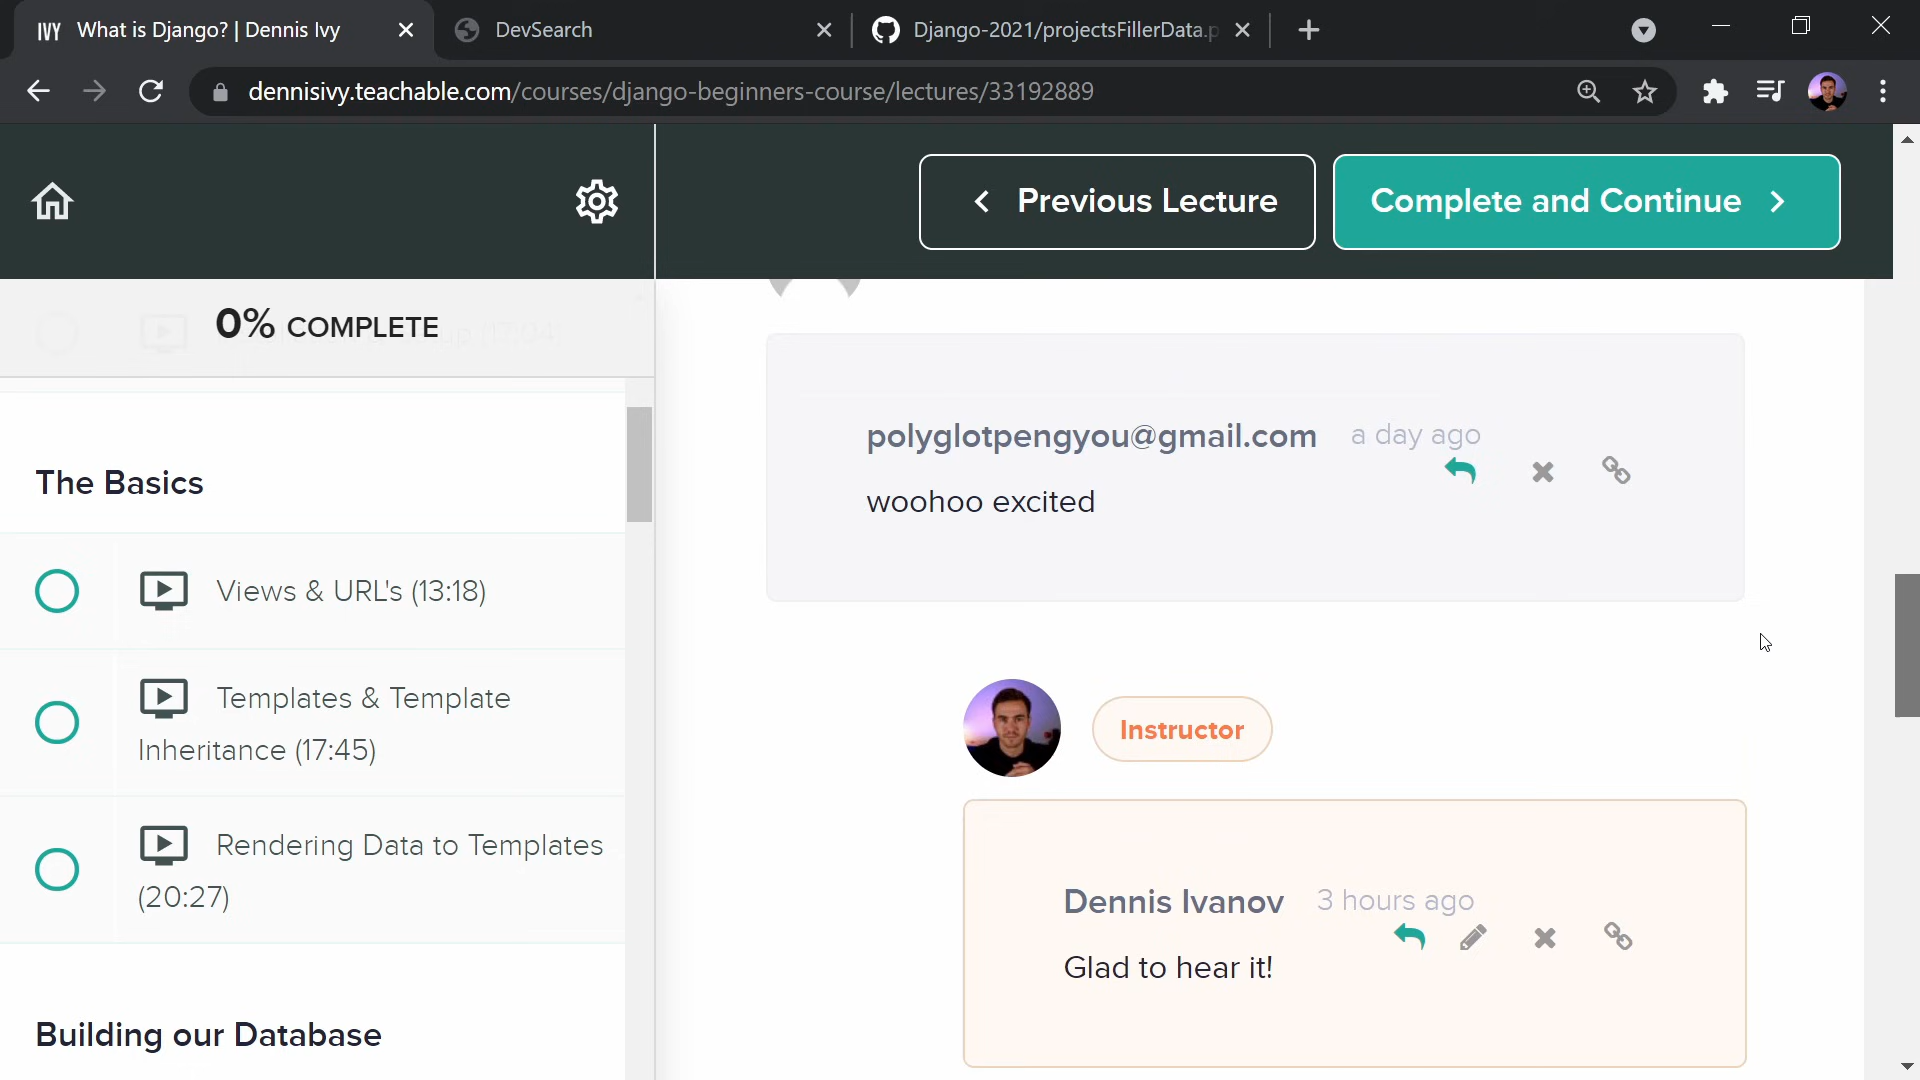 IVY What is Django? | Dennis Ivy
DevSearch
Django-2021/projectsFillerData.p
dennisivy.teachable.com/courses/django-beginners-course/lectures/33192889
Previous Lecture
Complete and Continue
0% COMPLETE
The Basics
Views & URL's (13:18)
Templates & Template
Inheritance (17:45)
Rendering Data to Templates
(20:27)
Building our Database
polyglotpengyou@gmail.com a day ago
woohoo excited
Instructor
Dennis Ivanov 3 hours ago
Glad to hear it!